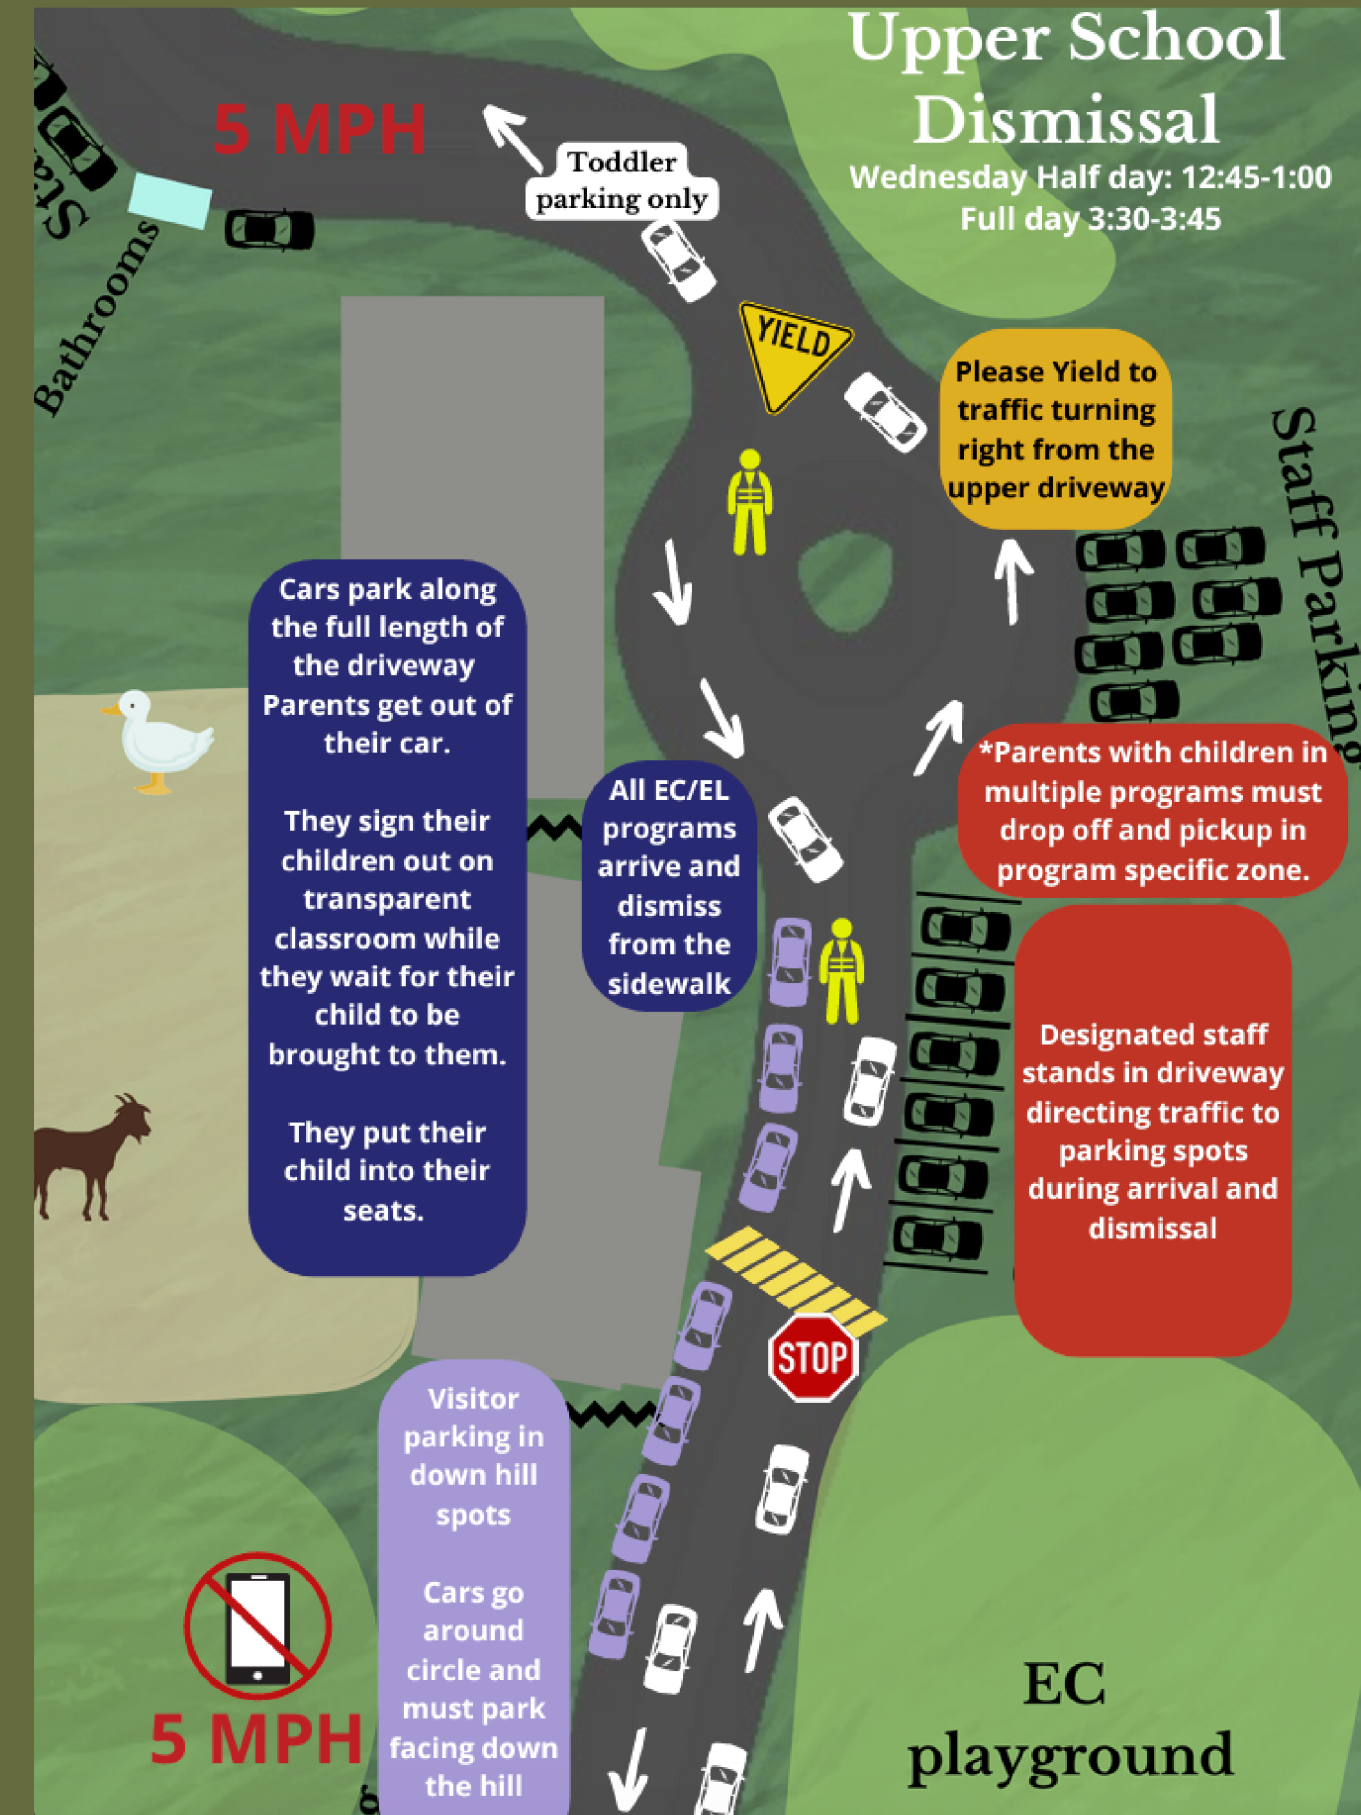 Upper School
Dismissal
Wednesday Half day: 12:45-1:00
Full day 3:30-3:45
5 MPH
Toddler
parking only
Bathrooms
YIELD
Please Yield to
traffic turning
right from the
upper driveway
Staff Parking
Cars park along
the full length of
the driveway
Parents get out of
their car.
They sign their
children out on
transparent
classroom while
they wait for their
child to be
brought to them.
They put their
child into their
seats.
All EC/EL
programs
arrive and
dismiss
from the
sidewalk
*Parents with children in
multiple programs must
drop off and pickup in
program specific zone.
Designated staff
stands in driveway
directing traffic to
parking spots
during arrival and
dismissal
STOP
Visitor
parking in
down hill
spots
Cars go
around
circle and
must park
facing down
the hill
5 MPH
EC
playground